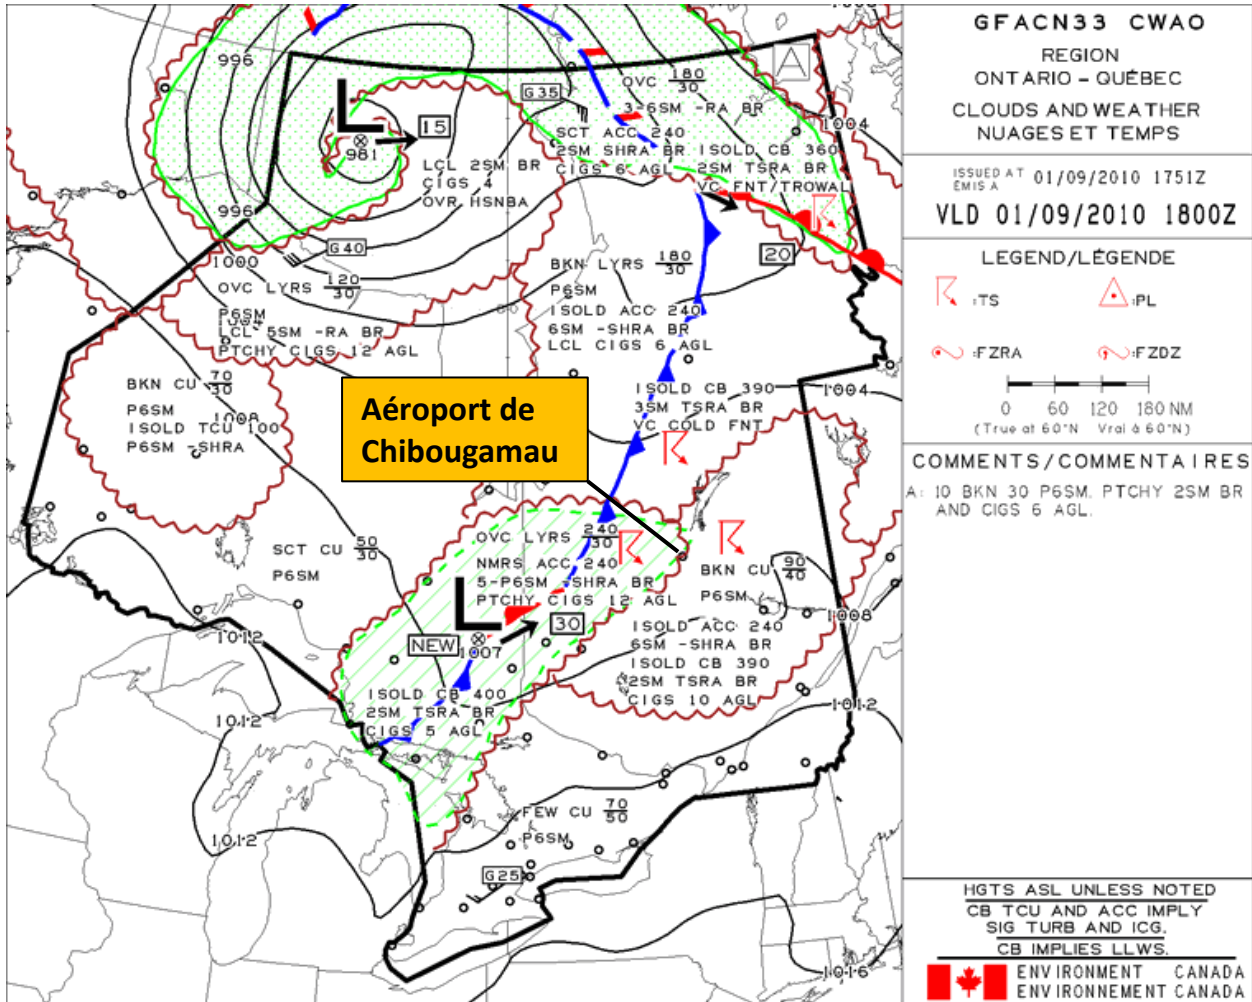 GFACN33 CWAO
REGION
ONTARIO - QUÉBEC
CLOUDS AND WEATHER
NUAGES ET TEMPS
ISSUED AT
ÉMIS A
01/09/2010 1751Z
VLD 01/09/2010 1800Z
LEGEND/LÉGENDE
:TS
:PL
:FZRA
:FZDZ
0 60 120 180 NM
(True at 60°N Vrai à 60°N)
COMMENTS/COMMENTAIRES
A: 10 BKN 30 P6SM. PTCHY 2SM BR
AND CIGS 6 AGL.
HGTS ASL UNLESS NOTED
CB TCU AND ACC IMPLY
SIG TURB AND ICG.
CB IMPLIES LLWS.
ENVIRONMENT CANADA
ENVIRONNEMENT CANADA
996
L
981
15
G35
LCL 2SM BR
CIGS 4
OVR HSNBA
OVC 180
30
3-6SM -RA BR
A
1004
SCT ACC 240
2SM SHRA BR
CIGS 6 AGL
ISOLD CB 360
2SM TSRA BR
VC FNT/TROWAL
20
996
G40
1000
OVC LYRS 120
30
P6SM
LCL 5SM -RA BR
PTCHY CIGS 12 AGL
BKN LYRS 180
30
P6SM
ISOLD ACC 240
6SM -SHRA BR
LCL CIGS 6 AGL
BKN CU 70
30
P6SM
1008
ISOLD TCU 100
P6SM -SHRA
Aéroport de
Chibougamau
ISOLD CB 390
3SM TSRA BR
VC COLD FNT
1004
SCT CU 50
30
P6SM
OVC LYRS 240
30
NMRS ACC 240
5-P6SM -SHRA BR
PTCHY CIGS 12 AGL
L
NEW
1007
30
BKN CU 90
40
P6SM
ISOLD ACC 240
6SM -SHRA BR
ISOLD CB 390
2SM TSRA BR
CIGS 10 AGL
1008
1012
ISOLD CB 400
2SM TSRA BR
CIGS 5 AGL
1012
1012
1012
FEW CU 70
50
P6SM
G25
1016